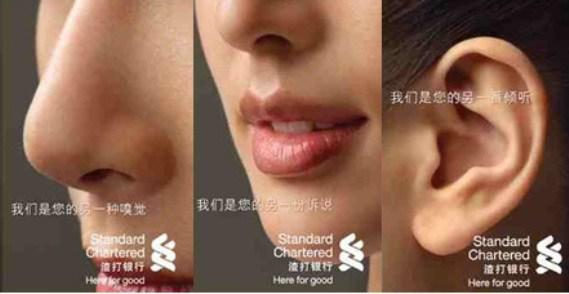 我们是您的另一种嗅觉
Standard
Chartered
渣打银行
Here for good
我们是您的另一份诉说
Standard
Chartered
渣打银行
Here for good
我们是您的另一番倾听
Standard
Chartered
渣打银行
Here for good